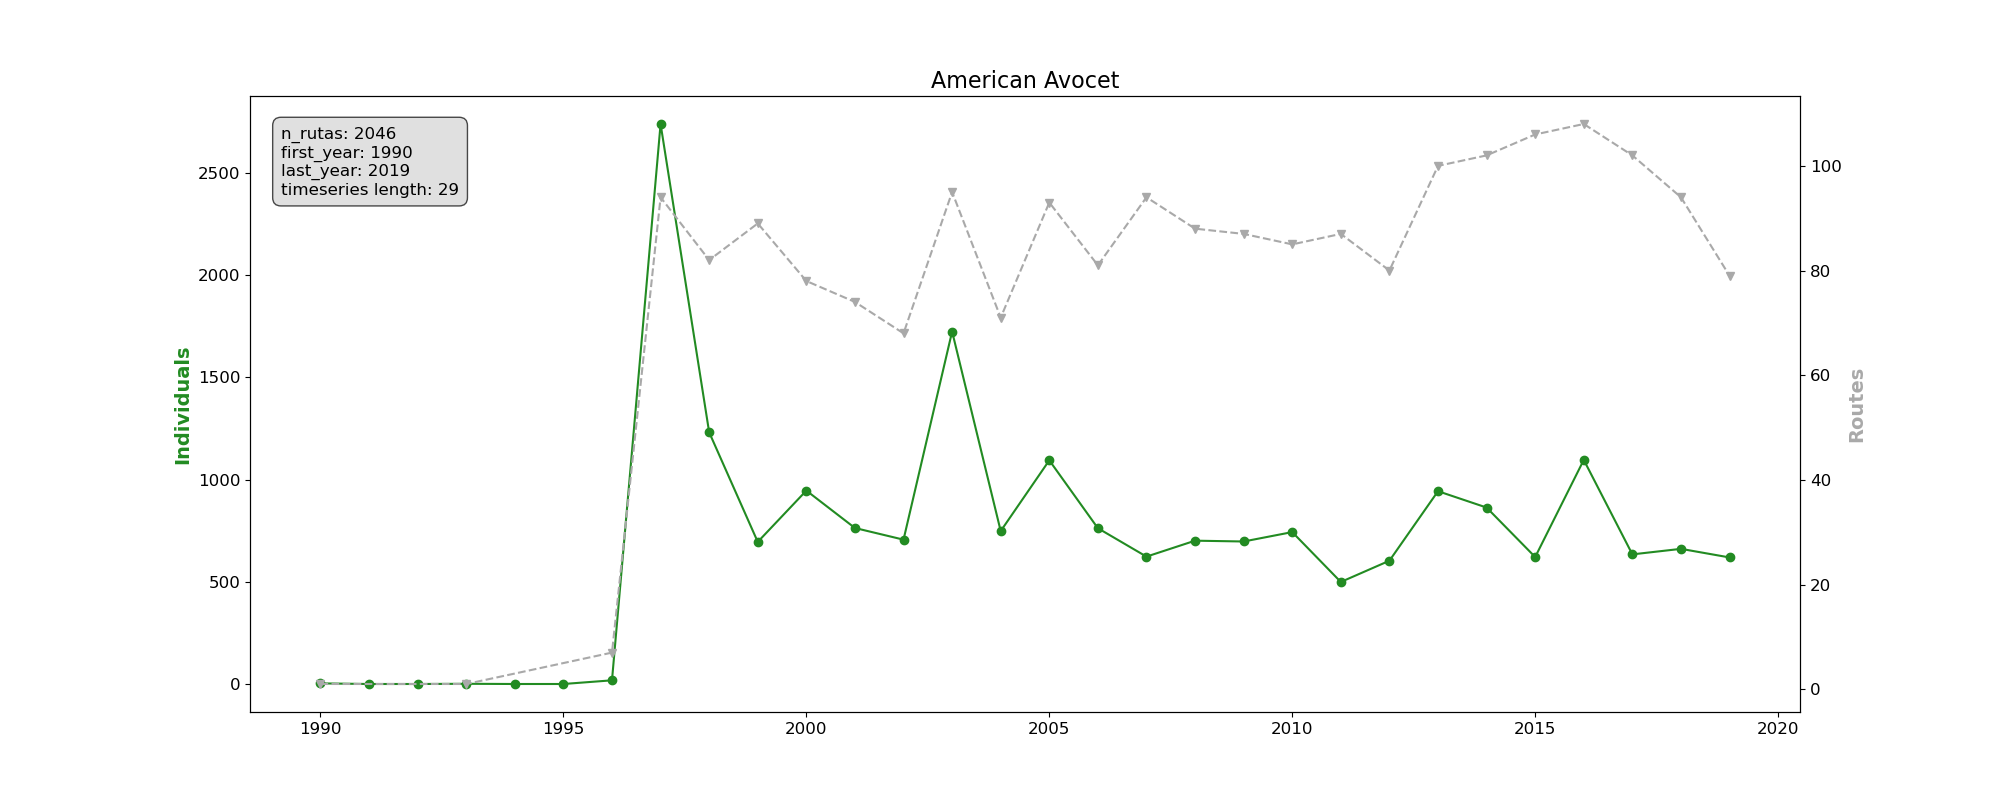 American Avocet
n_rutas: 2046
first_year: 1990
last_year: 2019
timeseries length: 29
Individuals
2500
2000
1500
1000
500
0
Routes
100
80
60
40
20
0
1990 1995 2000 2005 2010 2015 2020